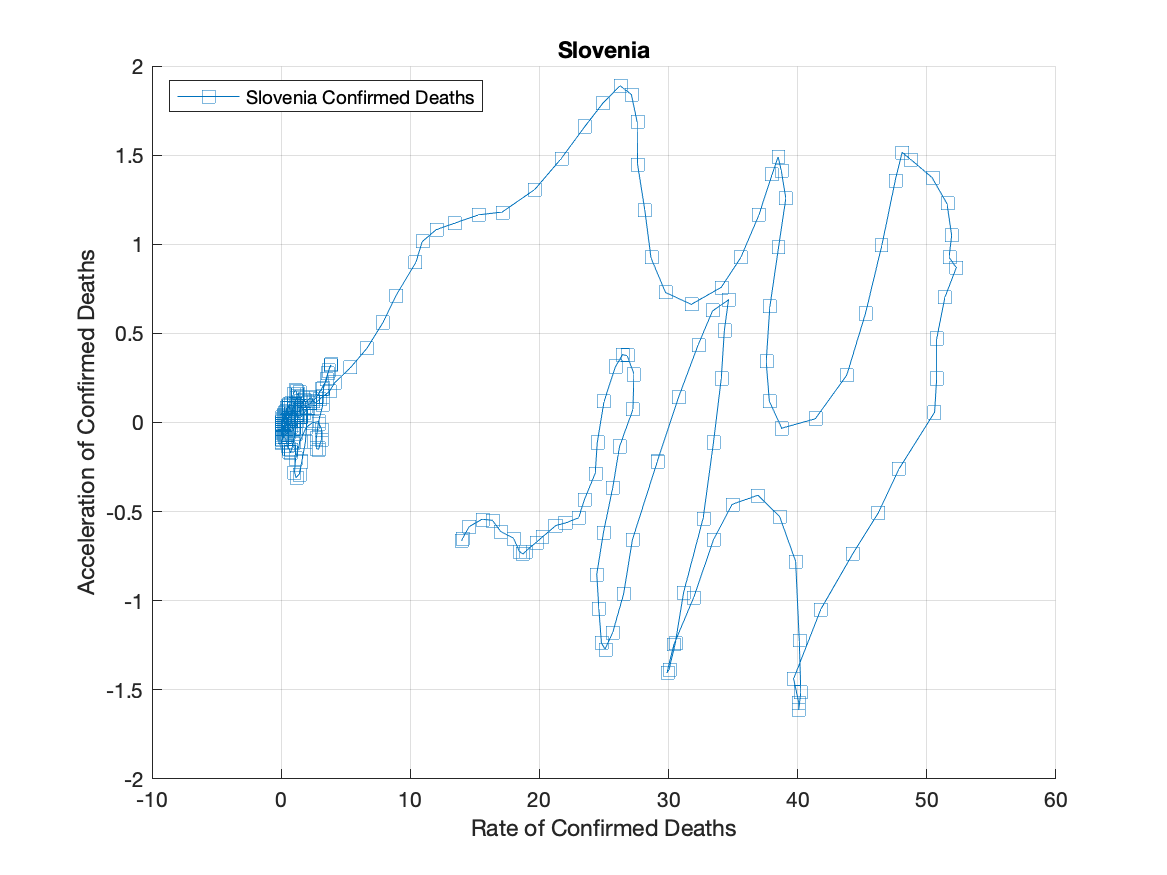 Slovenia
Slovenia Confirmed Deaths
2
1.5
1
0.5
0
-0.5
-1
-1.5
-2
-10 0 10 20 30 40 50 60
Rate of Confirmed Deaths
Acceleration of Confirmed Deaths